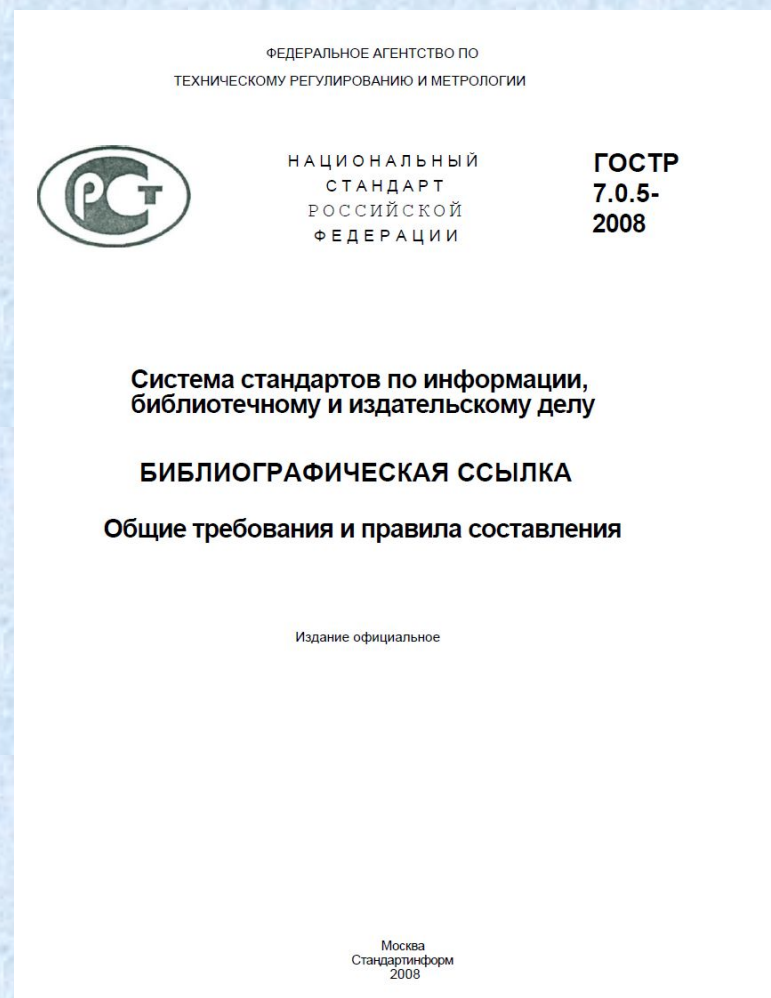 ФЕДЕРАЛЬНОЕ АГЕНТСТВО ПО
ТЕХНИЧЕСКОМУ РЕГУЛИРОВАНИЮ И МЕТРОЛОГИИ
РСТ
НАЦИОНАЛЬНЫЙ
СТАНДАРТ
РОССИЙСКОЙ
ФЕДЕРАЦИИ
ГОСТР
7.0.5-
2008
Система стандартов по информации,
библиотечному и издательскому делу
БИБЛИОГРАФИЧЕСКАЯ ССЫЛКА
Общие требования и правила составления
Издание официальное
Москва
Стандартинформ
2008